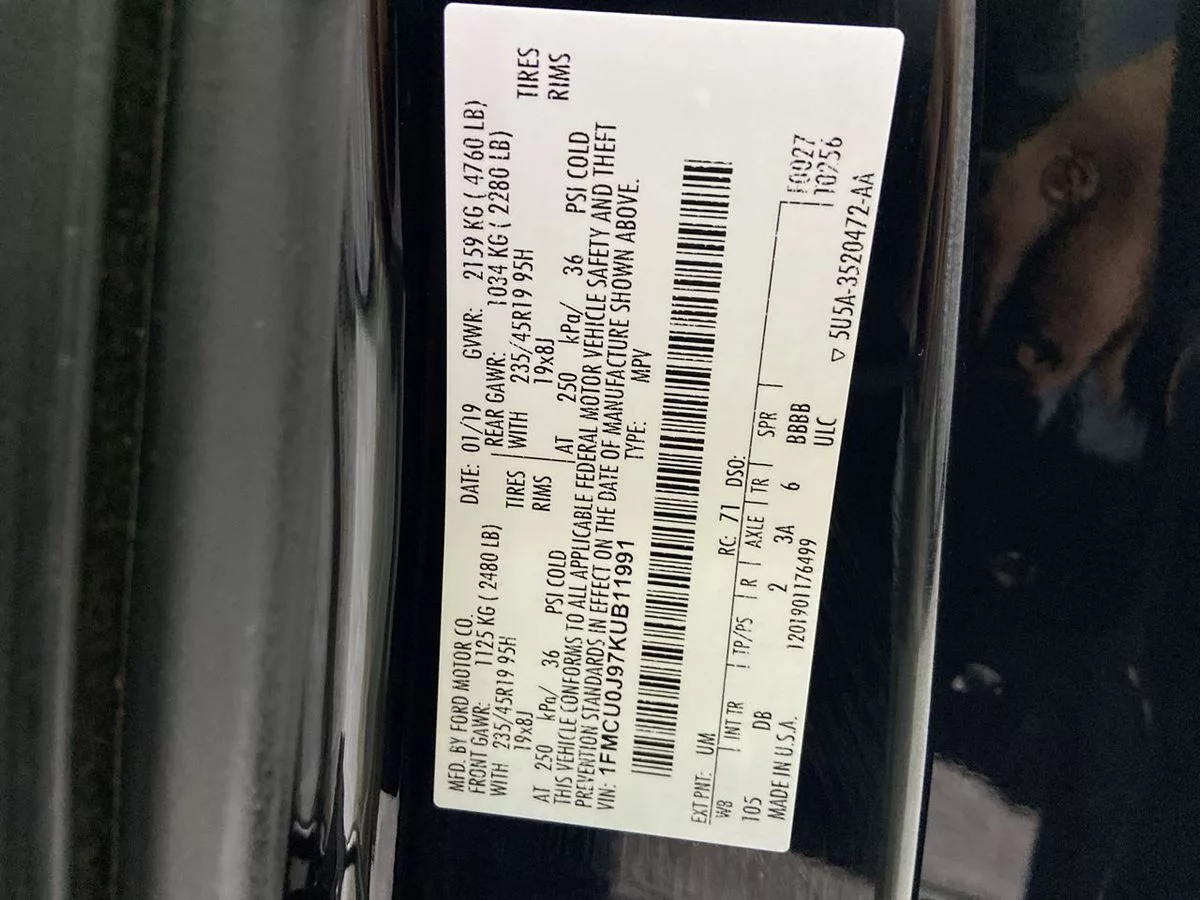 MFD. BY FORD MOTOR CO.
DATE: 01/19 GVWR: 2159 KG ( 4760 LB)
FRONT GAWR: 1125 KG ( 2480 LB) REAR GAWR: 1034 KG ( 2280 LB)
WITH 235/45R19 95H TIRES WITH 235/45R19 95H TIRES
19x8J RIMS 19x8J RIMS
AT 250 kPa/ 36 PSI COLD AT 250 kPa/ 36 PSI COLD
THIS VEHICLE CONFORMS TO ALL APPLICABLE FEDERAL MOTOR VEHICLE SAFETY AND THEFT
PREVENTION STANDARDS IN EFFECT ON THE DATE OF MANUFACTURE SHOWN ABOVE.
VIN: 1FMCU0J97KUB11991 TYPE: MPV
EXT PNT: UM RC: 71 DSO:
WB INT TR TP/PS R AXLE TR SPR 10027
105 DB 2 3A 6 BBBB 10256
MADE IN U.S.A. 1201901176499 ULC
▽ 5U5A-3520472-AA